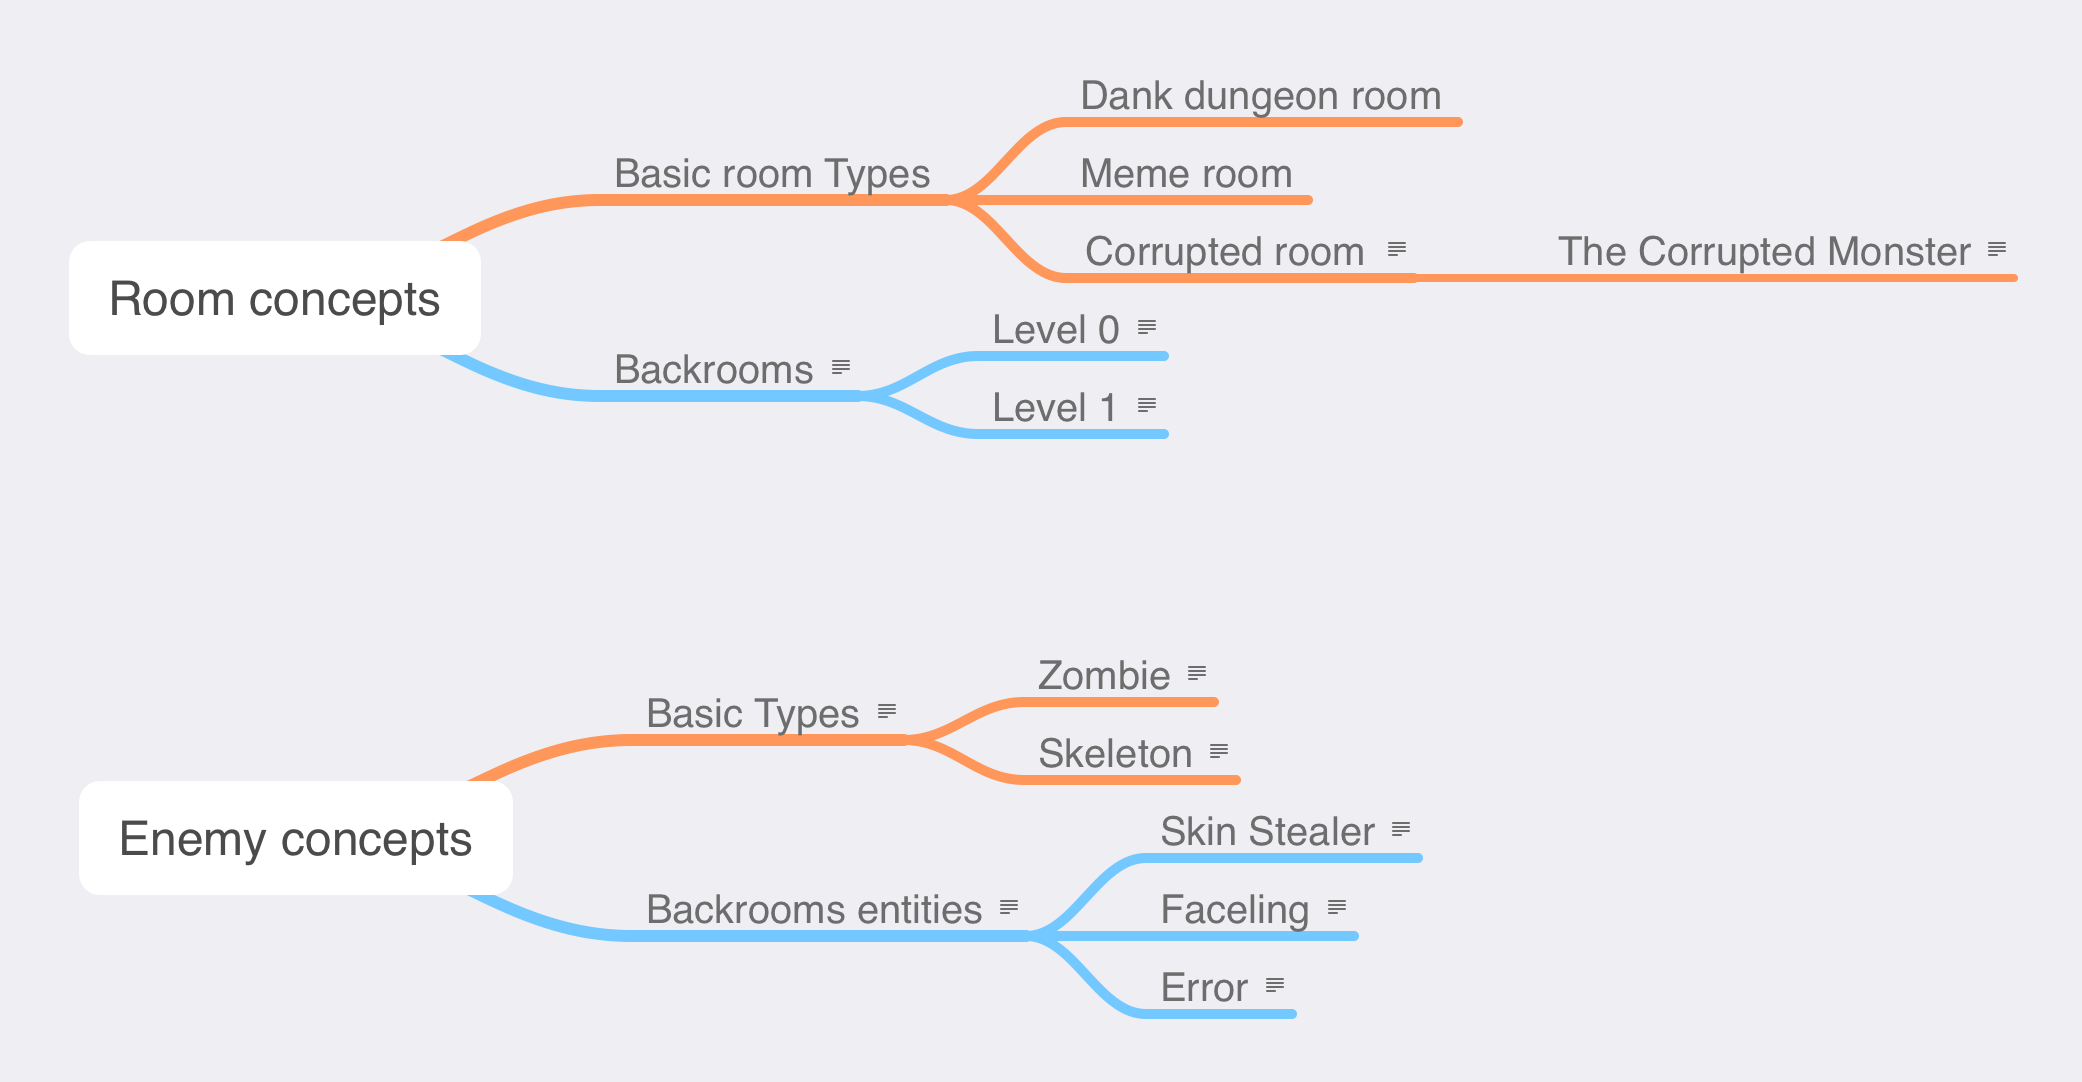 Room concepts
Basic room Types
Dank dungeon room
Meme room
Corrupted room
The Corrupted Monster
Backrooms
Level 0
Level 1
Enemy concepts
Basic Types
Zombie
Skeleton
Backrooms entities
Skin Stealer
Faceling
Error